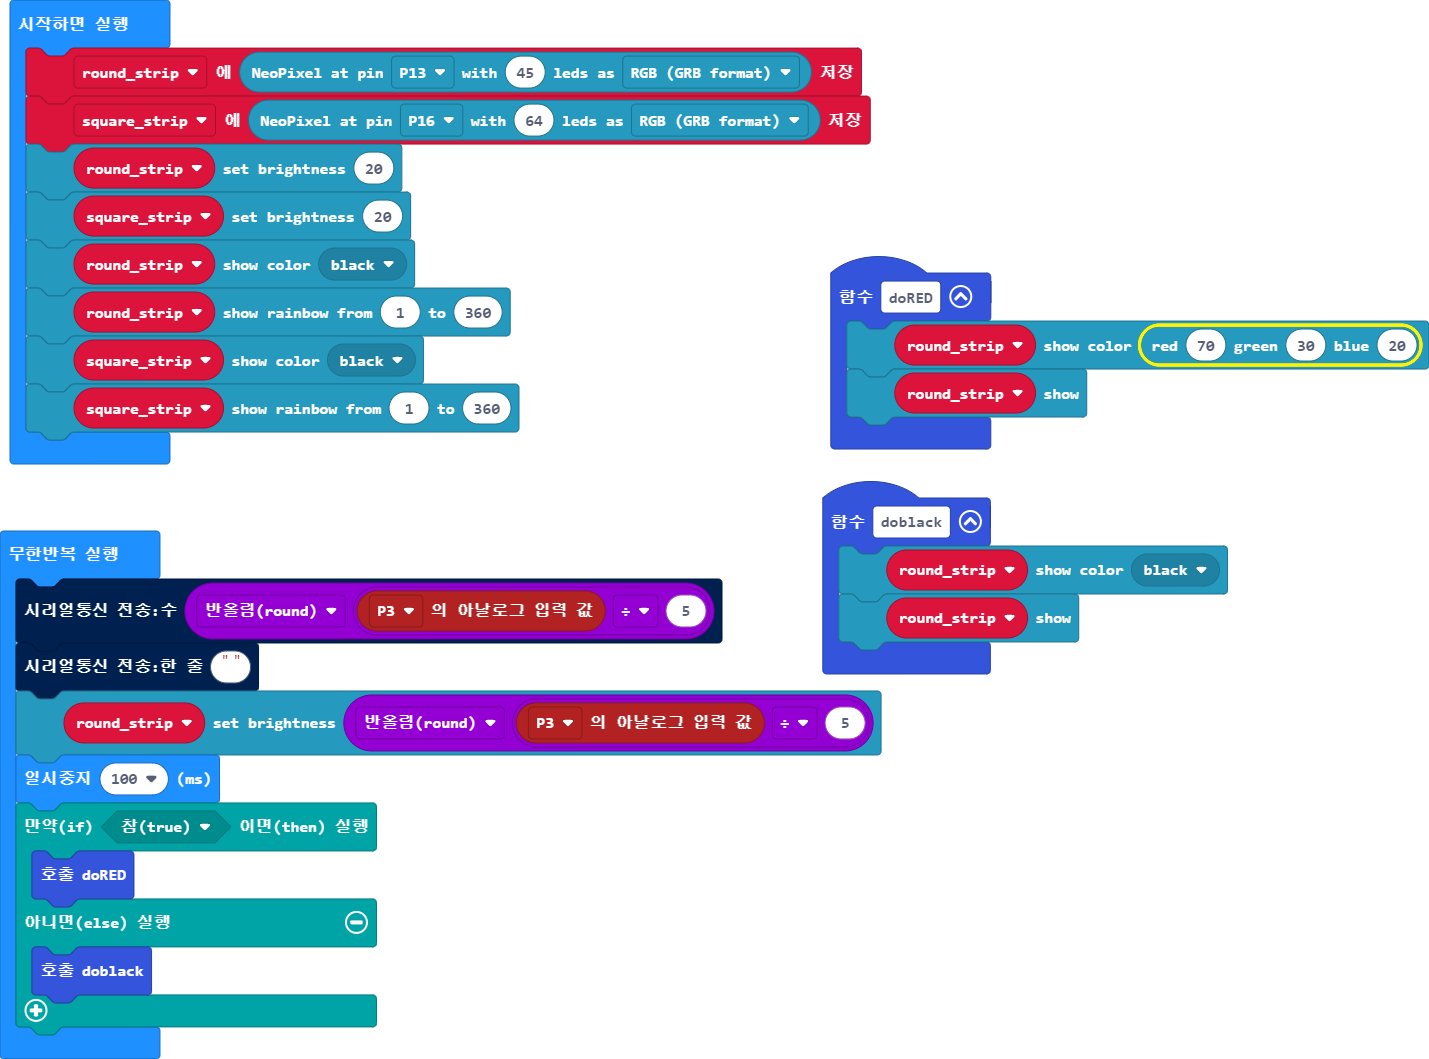 시작하면 실행
round_strip 에 NeoPixel at pin P13 with 45 leds as RGB (GRB format) 저장
square_strip 에 NeoPixel at pin P16 with 64 leds as RGB (GRB format) 저장
round_strip set brightness 20
square_strip set brightness 20
round_strip show color black
round_strip show rainbow from 1 to 360
square_strip show color black
square_strip show rainbow from 1 to 360
함수 doRED
round_strip show color red 70 green 30 blue 20
round_strip show
함수 doblack
round_strip show color black
round_strip show
무한반복 실행
시리얼통신 전송:수 반올림(round) P3 의 아날로그 입력 값 ÷ 5
시리얼통신 전송:한 줄 " "
round_strip set brightness 반올림(round) P3 의 아날로그 입력 값 ÷ 5
일시중지 100 (ms)
만약(if) 참(true) 이면(then) 실행
호출 doRED
아니면(else) 실행
호출 doblack